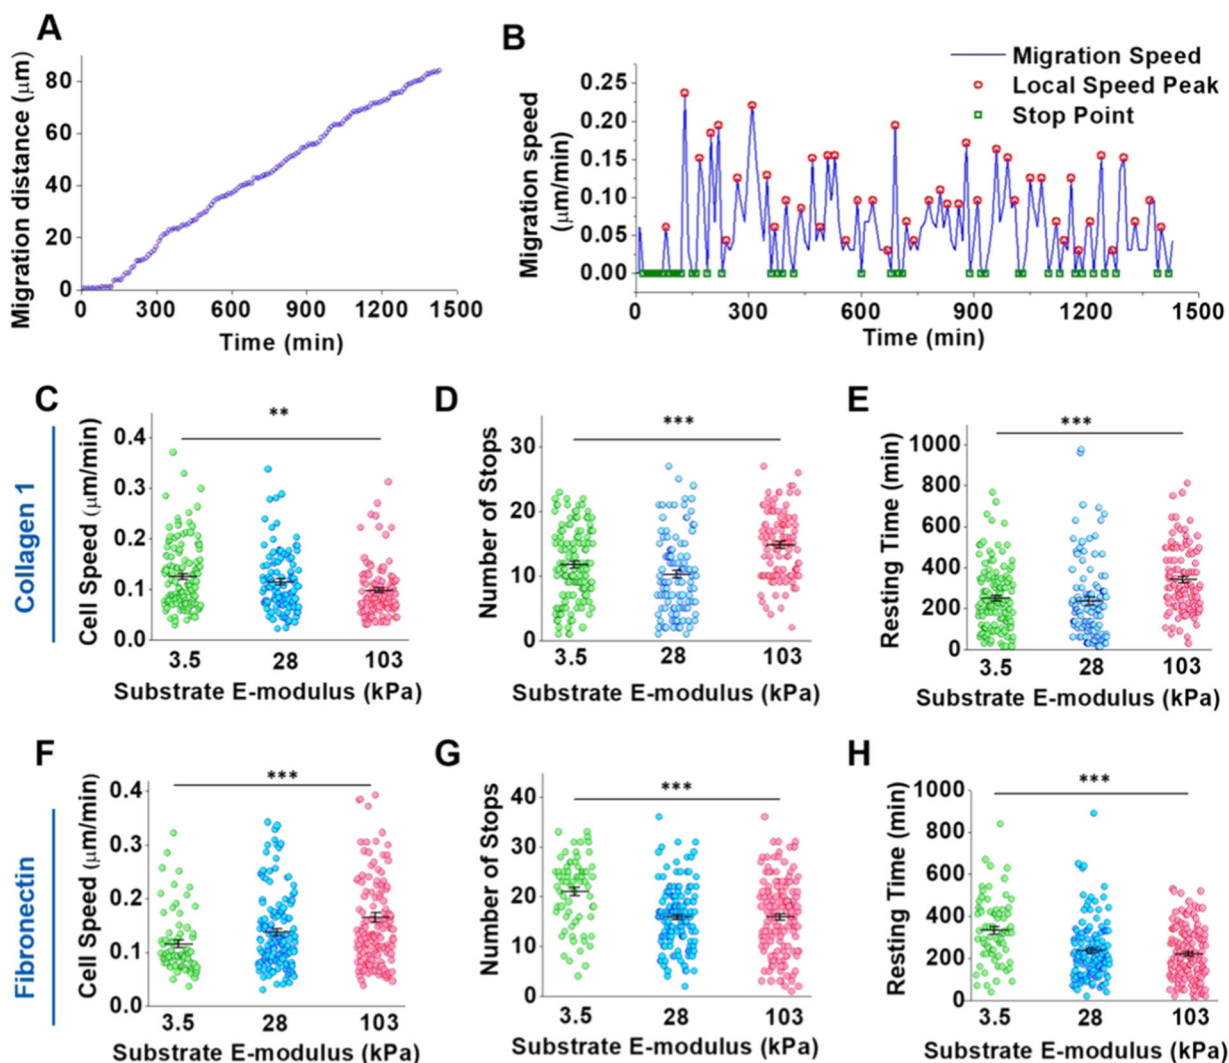 A
Migration distance (μm)
80
60
40
20
0
0 300 600 900 1200 1500
Time (min)
B
Migration Speed
Local Speed Peak
Stop Point
Migration speed
(μm/min)
0.25
0.20
0.15
0.10
0.05
0.00
0 300 600 900 1200 1500
Time (min)
Collagen 1
C
**
Cell Speed (μm/min)
0.4
0.3
0.2
0.1
0.0
3.5 28 103
Substrate E-modulus (kPa)
D
***
Number of Stops
30
20
10
0
3.5 28 103
Substrate E-modulus (kPa)
E
***
Resting Time (min)
1000
800
600
400
200
0
3.5 28 103
Substrate E-modulus (kPa)
Fibronectin
F
***
Cell Speed (μm/min)
0.4
0.3
0.2
0.1
0.0
3.5 28 103
Substrate E-modulus (kPa)
G
***
Number of Stops
40
30
20
10
0
3.5 28 103
Substrate E-modulus (kPa)
H
***
Resting Time (min)
1000
800
600
400
200
0
3.5 28 103
Substrate E-modulus (kPa)